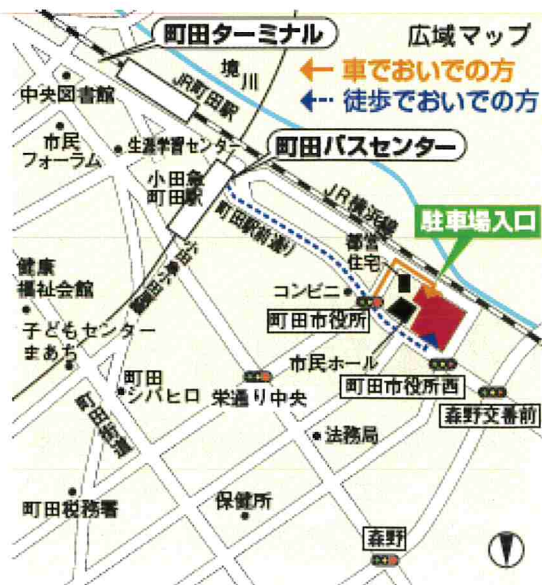 町田ターミナル
広域マップ
車でおいでの方
徒歩でおいでの方
JR町田駅
境川
中央図書館
市民
フォーラム
生涯学習センター
町田バスセンター
小田急
町田駅
JR横浜線
町田駅前通り
小田急線
都営
住宅
駐車場入口
健康
福祉会館
コンビニ
町田市役所
子どもセンター
まあち
市民ホール
町田市役所西
町田
シバヒロ
栄通り中央
森野交番前
町田街道
法務局
町田税務署
保健所
森野